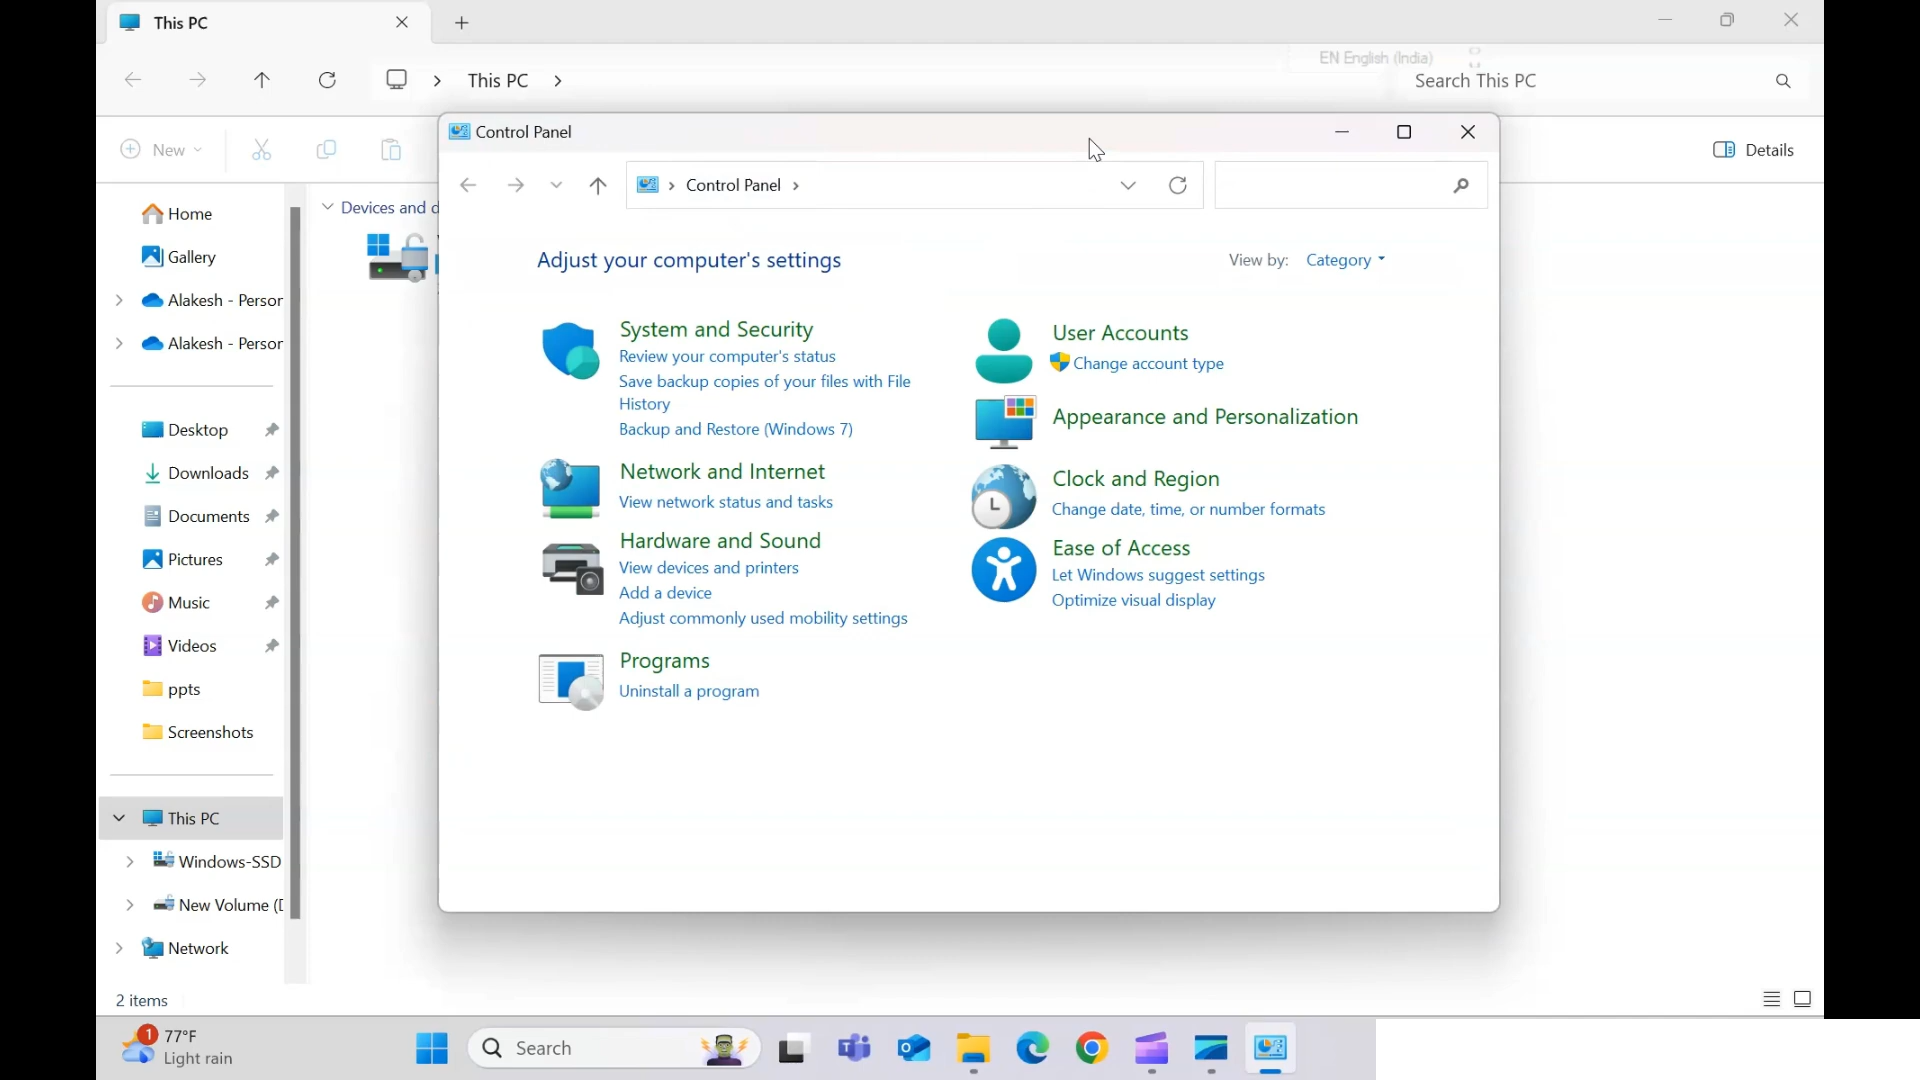 This PC
EN English (India)
This PC
Search This PC
New
Details
Home
Gallery
Alakesh - Person
Alakesh - Person
Desktop
Downloads
Documents
Pictures
Music
Videos
ppts
Screenshots
This PC
Windows-SSD
New Volume (D
Network
2 items
Devices and d
Control Panel
Control Panel
Adjust your computer's settings
View by: Category
System and Security
Review your computer's status
Save backup copies of your files with File
History
Backup and Restore (Windows 7)
Network and Internet
View network status and tasks
Hardware and Sound
View devices and printers
Add a device
Adjust commonly used mobility settings
Programs
Uninstall a program
User Accounts
Change account type
Appearance and Personalization
Clock and Region
Change date, time, or number formats
Ease of Access
Let Windows suggest settings
Optimize visual display
1
77°F
Light rain
Search